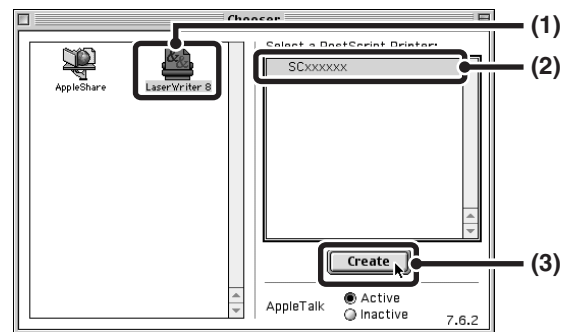 Chooser
(1)
Select a PostScript Printer:
(2)
SCxxxxxx
AppleShare
LaserWriter 8
Create
(3)
AppleTalk
Active
Inactive
7.6.2